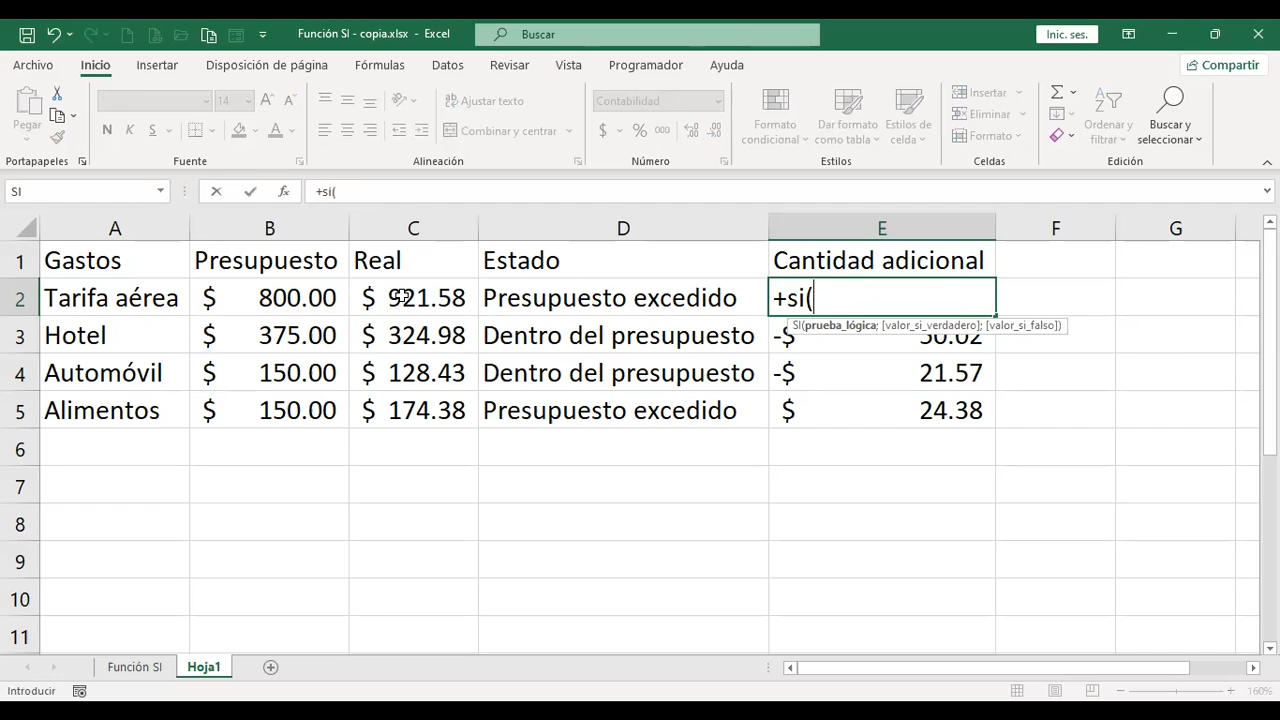 Función SI - copia.xlsx - Excel
Buscar
Inic. ses.
Archivo Inicio Insertar Disposición de página Fórmulas Datos Revisar Vista Programador Ayuda Compartir
Pegar
14
Ajustar texto
Contabilidad
Formato condicional
Dar formato como tabla
Estilos de celda
Insertar
Eliminar
Formato
Ordenar y filtrar
Buscar y seleccionar
N K S
Combinar y centrar
$ % 000
Portapapeles Fuente Alineación Número Estilos Celdas Edición
SI fx +si(
A B C D E F G
1 Gastos Presupuesto Real Estado Cantidad adicional
2 Tarifa aérea $ 800.00 $ 921.58 Presupuesto excedido +si(
SI(prueba_lógica; [valor_si_verdadero]; [valor_si_falso])
3 Hotel $ 375.00 $ 324.98 Dentro del presupuesto -$ 50.02
4 Automóvil $ 150.00 $ 128.43 Dentro del presupuesto -$ 21.57
5 Alimentos $ 150.00 $ 174.38 Presupuesto excedido $ 24.38
6
7
8
9
10
11
Función SI Hoja1
Introducir 160%